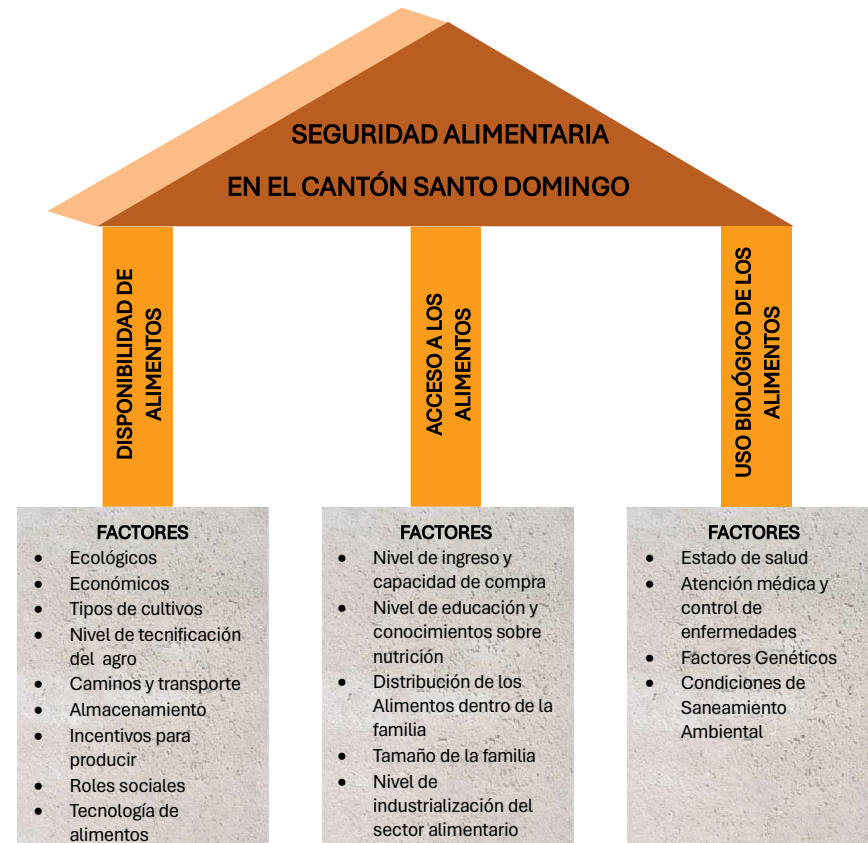 SEGURIDAD ALIMENTARIA
EN EL CANTÓN SANTO DOMINGO
DISPONIBILIDAD DE
ALIMENTOS
ACCESO A LOS
ALIMENTOS
USO BIOLÓGICO DE LOS
ALIMENTOS
FACTORES
• Ecológicos
• Económicos
• Tipos de cultivos
• Nivel de tecnificación
del agro
• Caminos y transporte
• Almacenamiento
• Incentivos para
producir
• Roles sociales
• Tecnología de
alimentos
FACTORES
• Nivel de ingreso y
capacidad de compra
• Nivel de educación y
conocimientos sobre
nutrición
• Distribución de los
Alimentos dentro de la
familia
• Tamaño de la familia
• Nivel de
industrialización del
sector alimentario
FACTORES
• Estado de salud
• Atención médica y
control de
enfermedades
• Factores Genéticos
• Condiciones de
Saneamiento
Ambiental